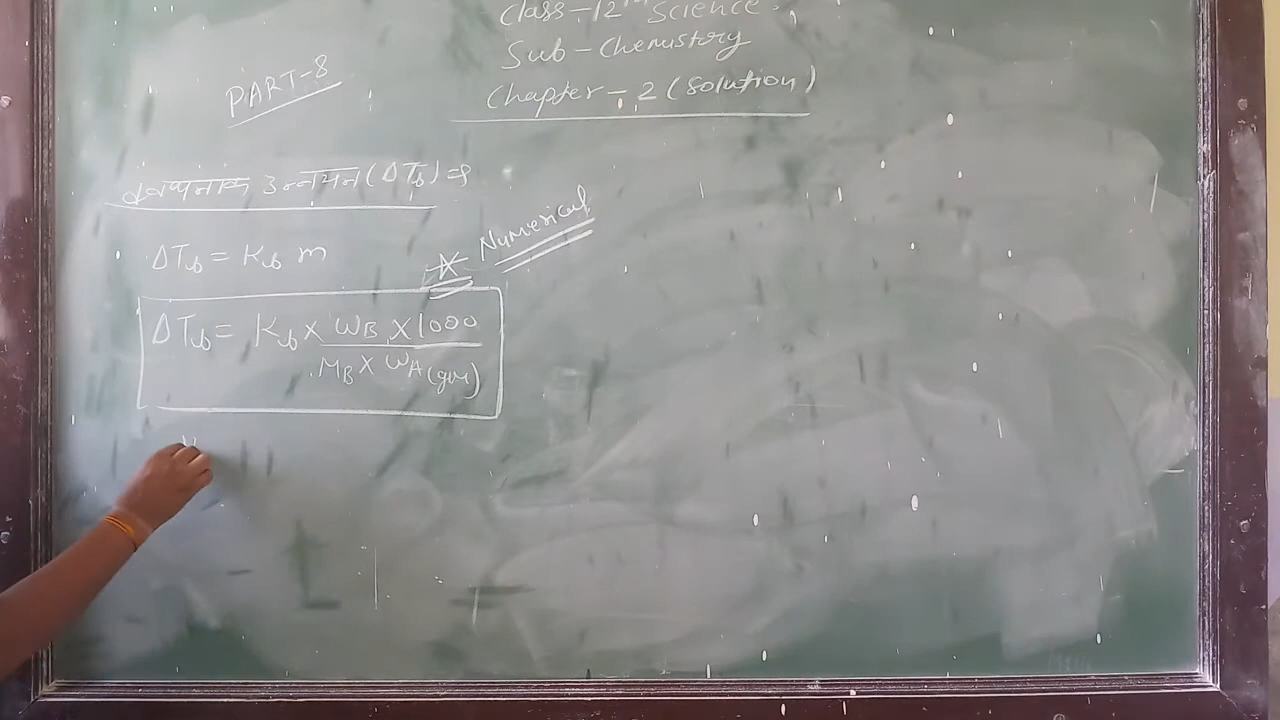 Class-12th Science.
Sub-Chemistory
Chapter-2 (Solution)
PART-8
क्वथनांक उन्नयन (ΔTb) =>
Numerical
ΔTb = Kb m
ΔTb = Kb × WB × 1000
MB × WA (gm)